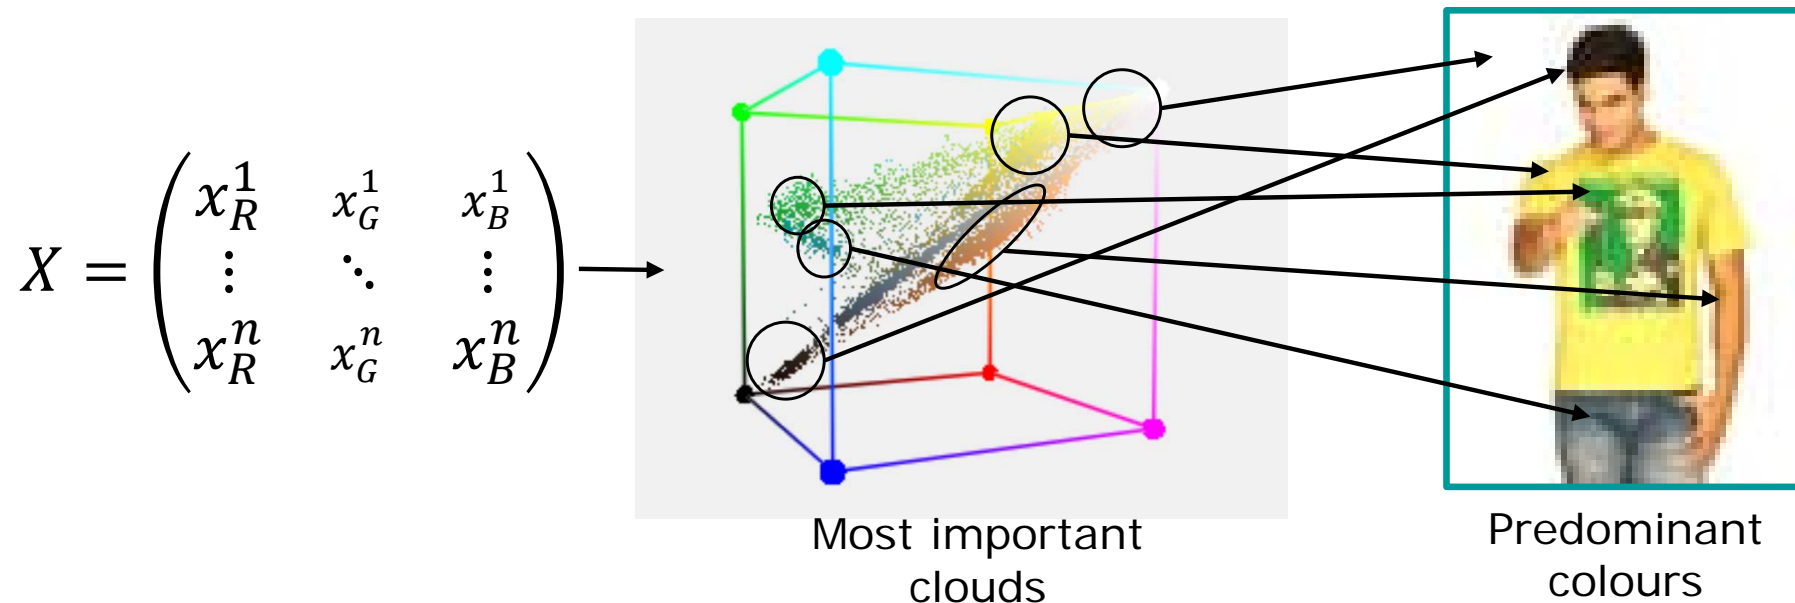 X = ( x_R^1 x_G^1 x_B^1
⋮ ⋱ ⋮
x_R^n x_G^n x_B^n )
Most important
clouds
Predominant
colours